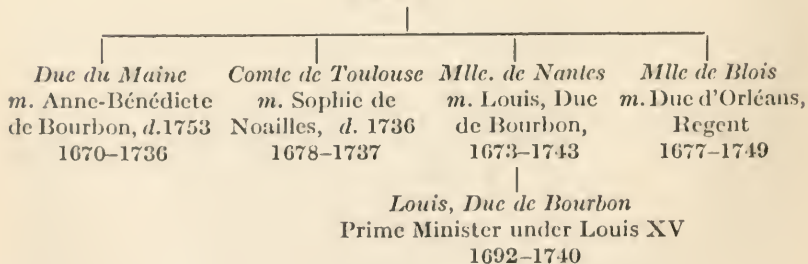 Duc du Maine
m. Anne-Bénédicte
de Bourbon, d.1753
1670–1736
Comte de Toulouse
m. Sophie de
Noailles, d. 1736
1678–1737
Mlle. de Nantes
m. Louis, Duc
de Bourbon,
1673–1743
Mlle de Blois
m. Duc d'Orléans,
Regent
1677–1749
Louis, Duc de Bourbon
Prime Minister under Louis XV
1692–1740